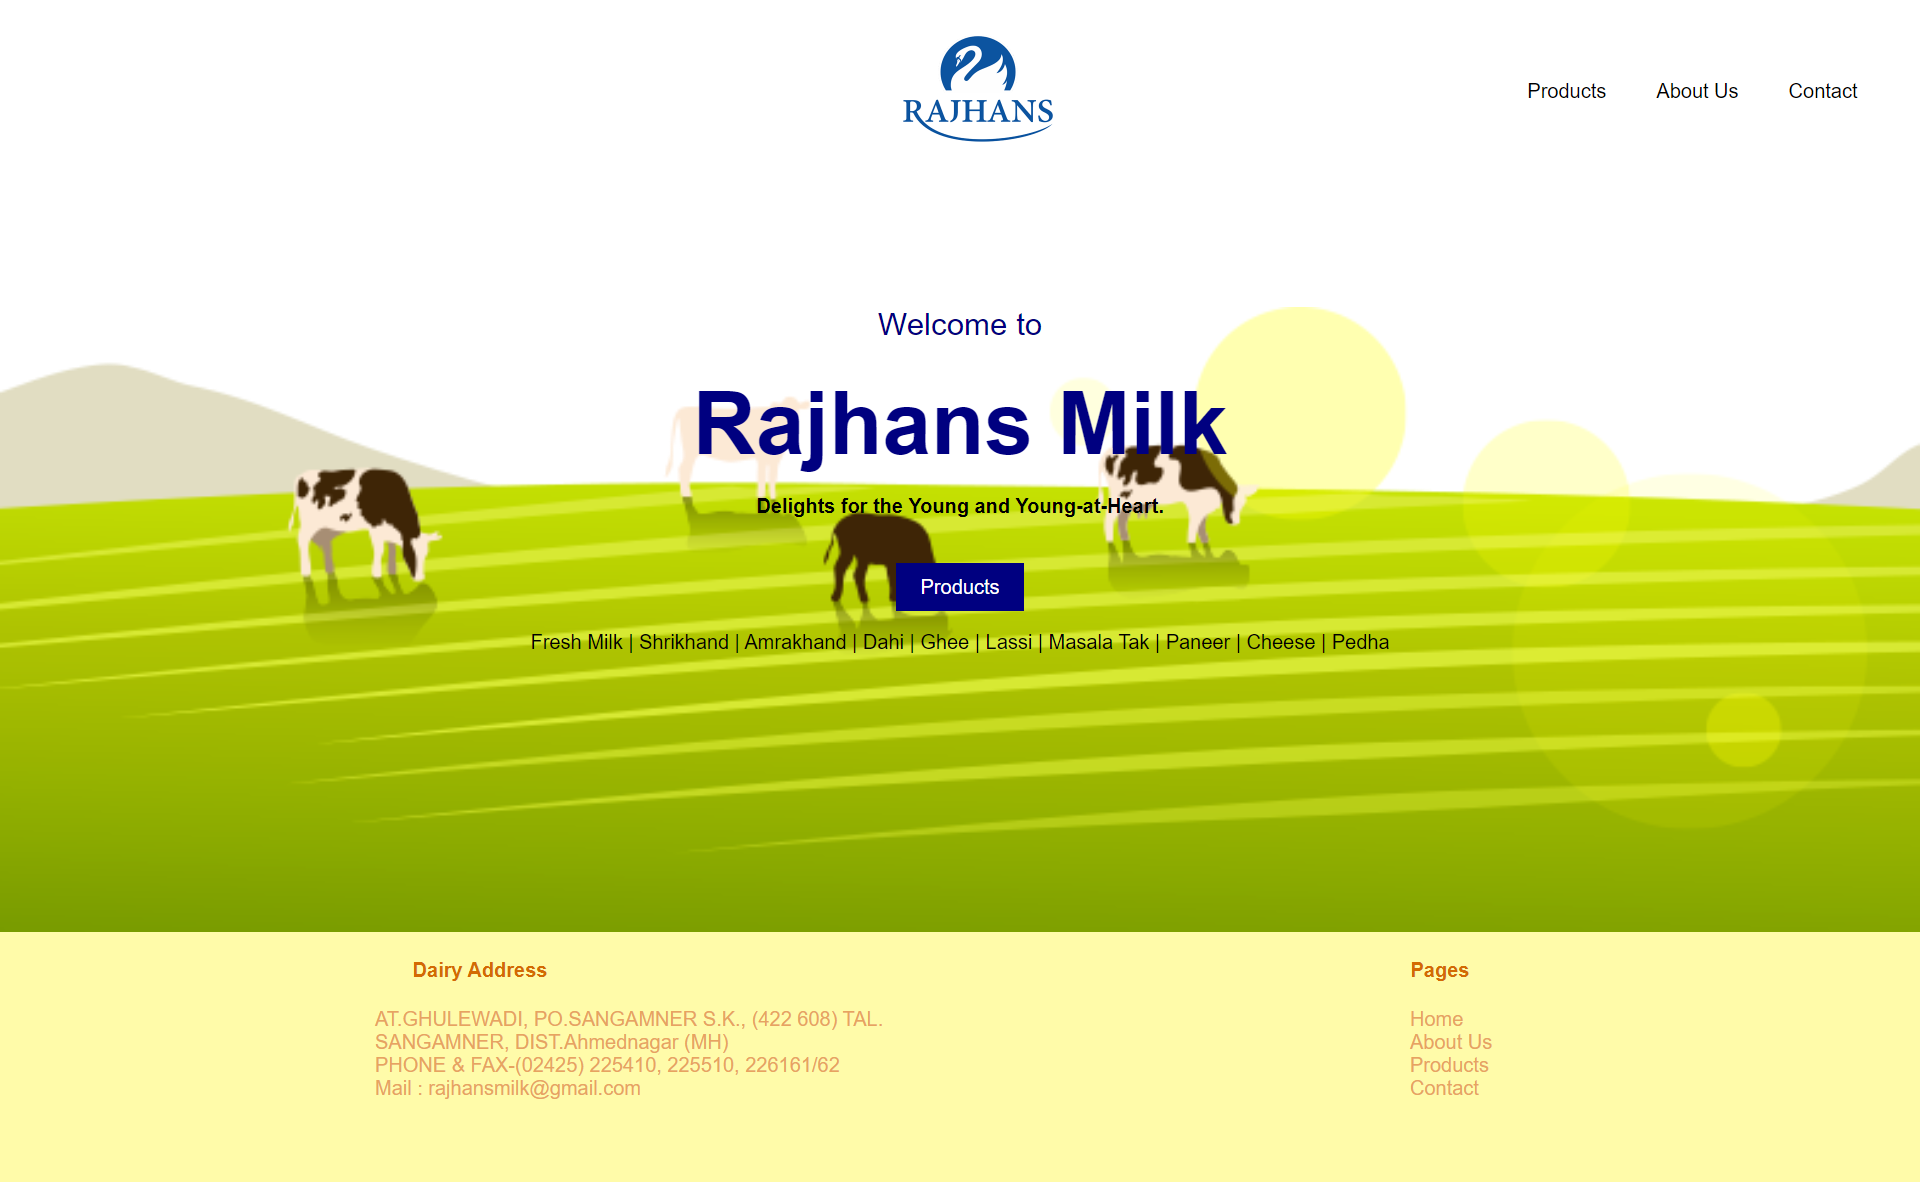 RAJHANS
Products
About Us
Contact
Welcome to
Rajhans Milk
Delights for the Young and Young-at-Heart.
Products
Fresh Milk | Shrikhand | Amrakhand | Dahi | Ghee | Lassi | Masala Tak | Paneer | Cheese | Pedha
Dairy Address
AT.GHULEWADI, PO.SANGAMNER S.K., (422 608) TAL.
SANGAMNER, DIST.Ahmednagar (MH)
PHONE & FAX-(02425) 225410, 225510, 226161/62
Mail : rajhansmilk@gmail.com
Pages
Home
About Us
Products
Contact